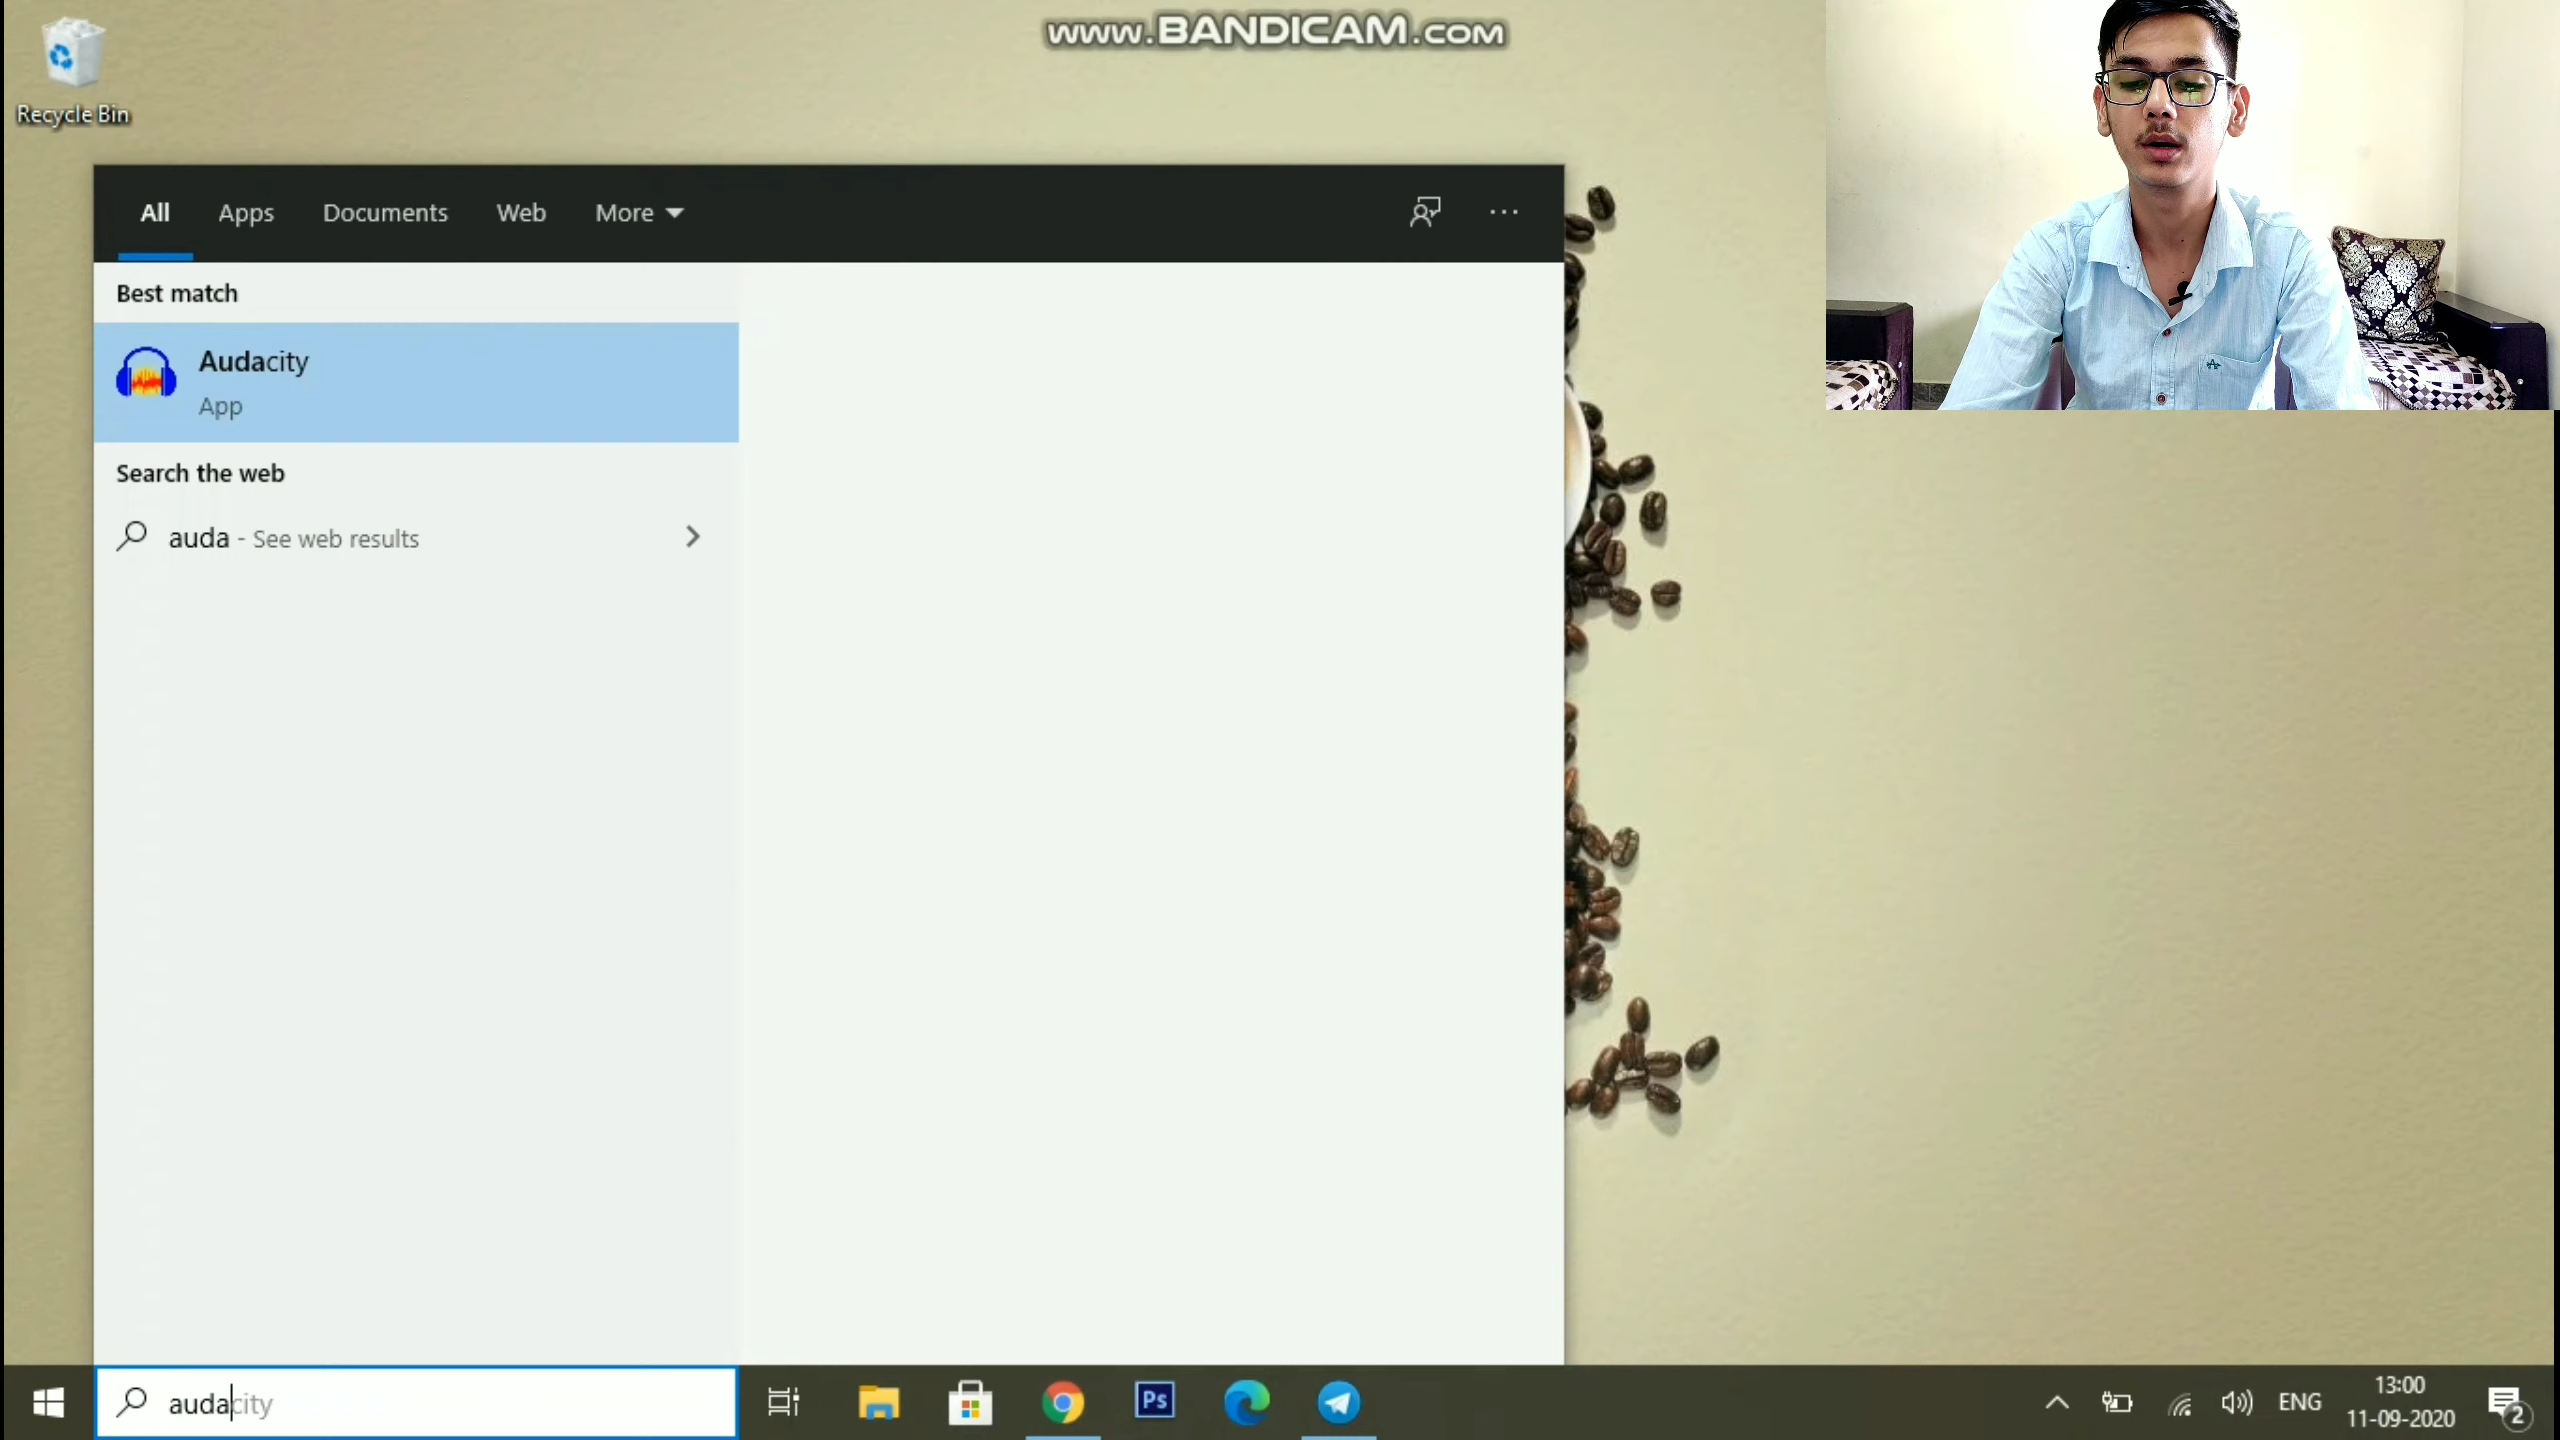 www.BANDICAM.com
Recycle Bin
All Apps Documents Web More
Best match
Audacity
App
Search the web
auda - See web results
audacity
Ps
ENG
13:00
11-09-2020
2